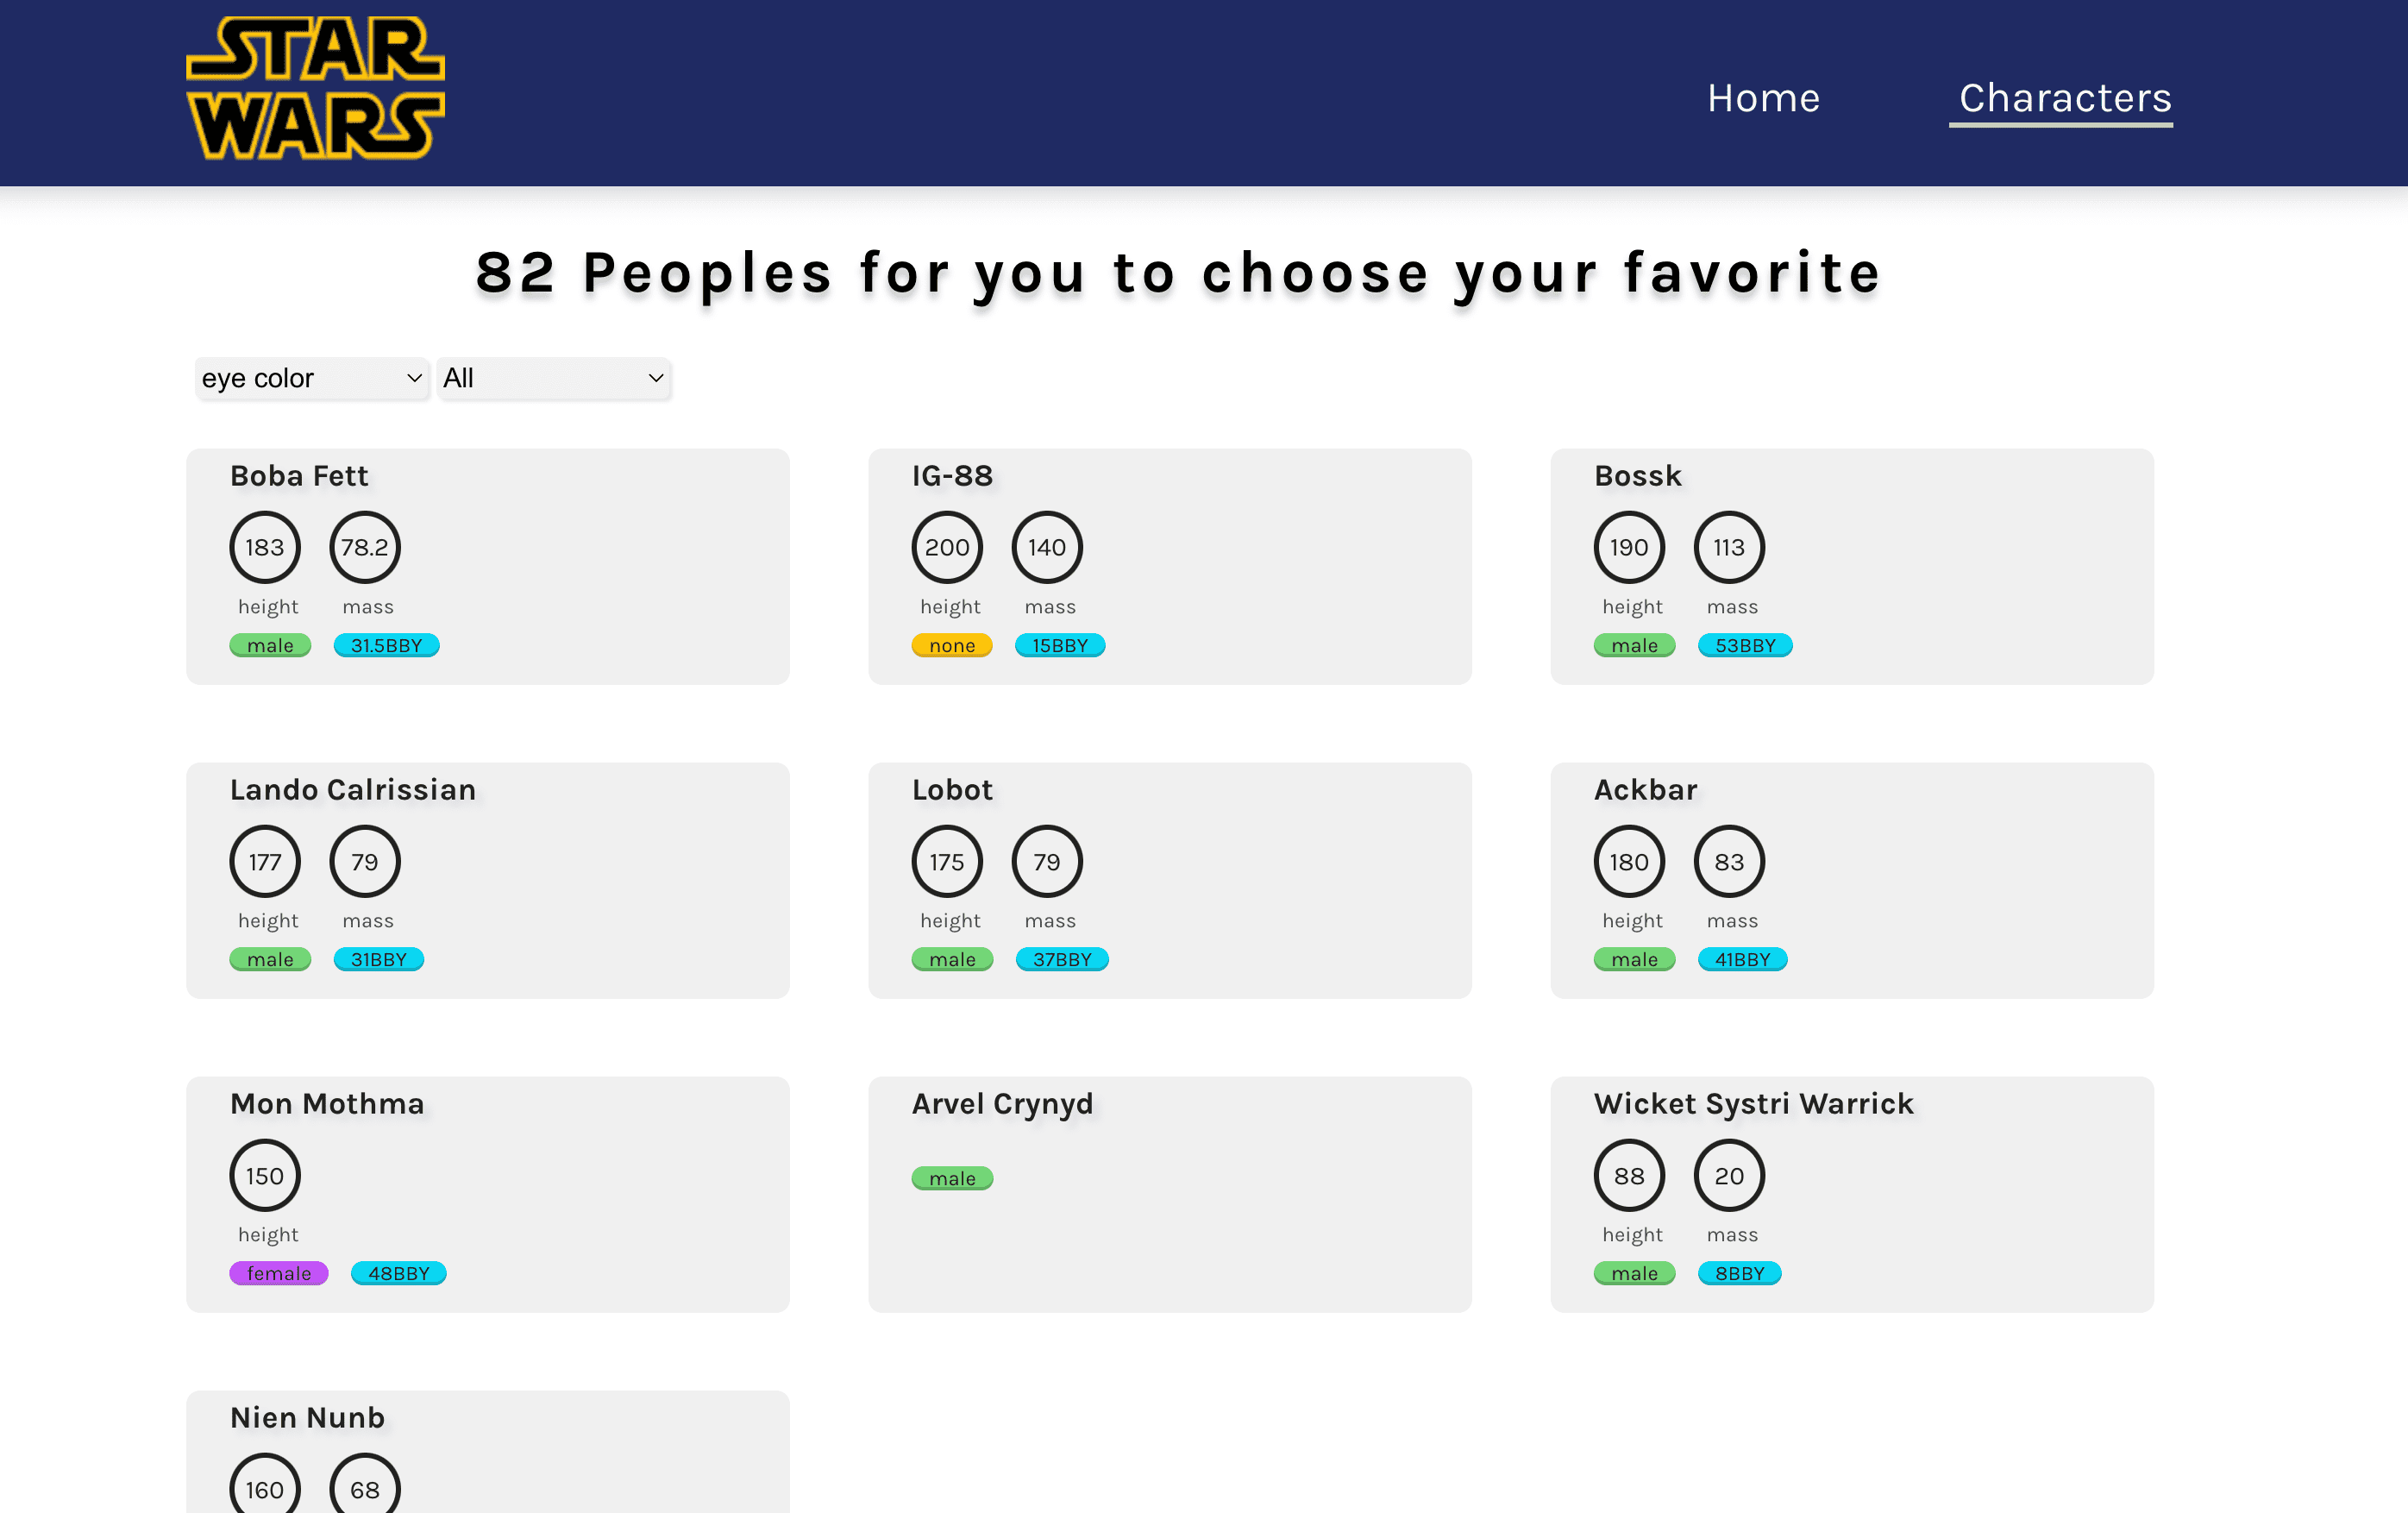 STAR
WARS
Home Characters
82 Peoples for you to choose your favorite
eye color All
Boba Fett
183 78.2
height mass
male 31.5BBY
IG-88
200 140
height mass
none 15BBY
Bossk
190 113
height mass
male 53BBY
Lando Calrissian
177 79
height mass
male 31BBY
Lobot
175 79
height mass
male 37BBY
Ackbar
180 83
height mass
male 41BBY
Mon Mothma
150
height
female 48BBY
Arvel Crynyd
male
Wicket Systri Warrick
88 20
height mass
male 8BBY
Nien Nunb
160 68